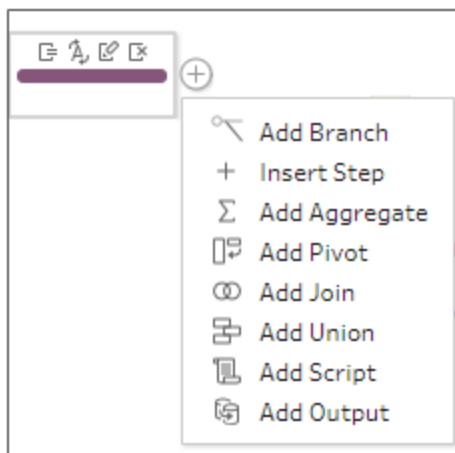 Add Branch
Insert Step
Add Aggregate
Add Pivot
Add Join
Add Union
Add Script
Add Output